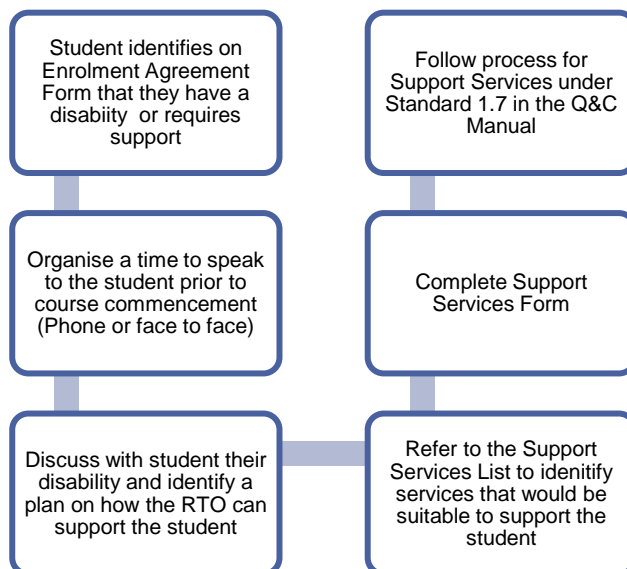 Student identifies on
Enrolment Agreement
Form that they have a
disabiity or requires
support
Organise a time to speak
to the student prior to
course commencement
(Phone or face to face)
Discuss with student their
disability and identify a
plan on how the RTO can
support the student
Refer to the Support
Services List to idenitify
services that would be
suitable to support the
student
Complete Support
Services Form
Follow process for
Support Services under
Standard 1.7 in the Q&C
Manual